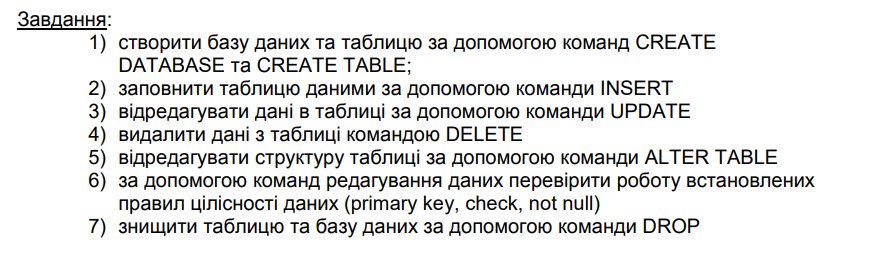 Завдання:
1) створити базу даних та таблицю за допомогою команд CREATE
DATABASE та CREATE TABLE;
2) заповнити таблицю даними за допомогою команди INSERT
3) відредагувати дані в таблиці за допомогою команди UPDATE
4) видалити дані з таблиці командою DELETE
5) відредагувати структуру таблиці за допомогою команди ALTER TABLE
6) за допомогою команд редагування даних перевірити роботу встановлених
правил цілісності даних (primary key, check, not null)
7) знищити таблицю та базу даних за допомогою команди DROP